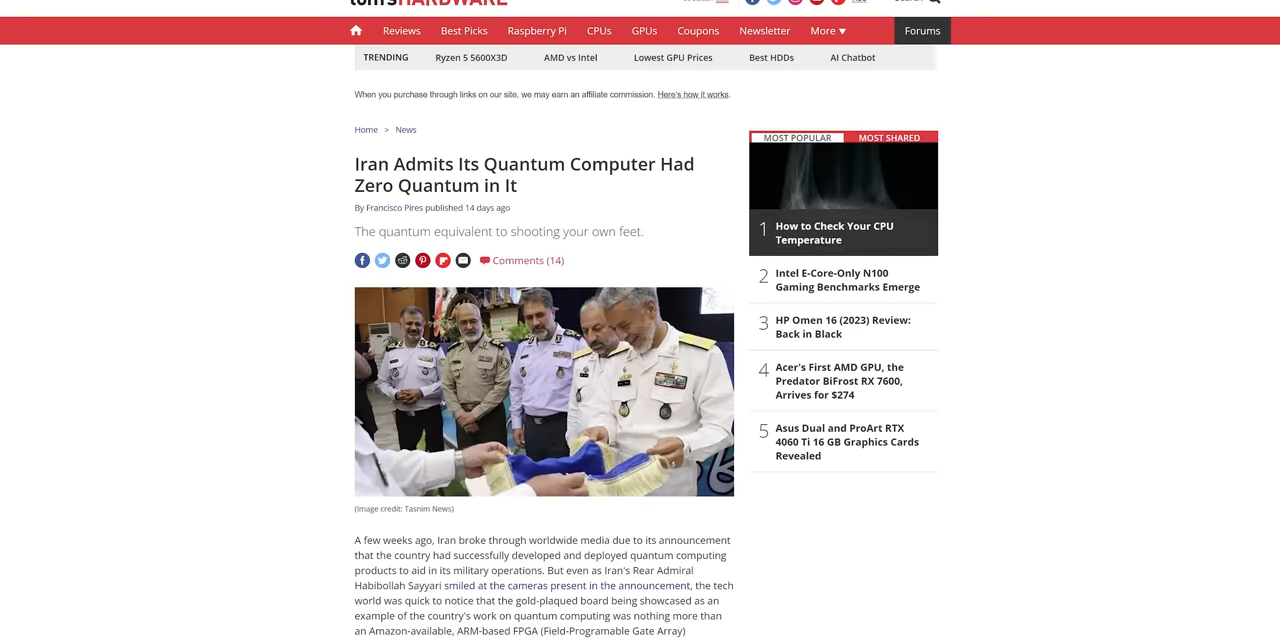 tom's HARDWARE
Reviews Best Picks Raspberry Pi CPUs GPUs Coupons Newsletter More ▼ Forums
TRENDING Ryzen 5 5600X3D AMD vs Intel Lowest GPU Prices Best HDDs AI Chatbot
When you purchase through links on our site, we may earn an affiliate commission. Here's how it works.
Home > News
Iran Admits Its Quantum Computer Had
Zero Quantum in It
By Francisco Pires published 14 days ago
The quantum equivalent to shooting your own feet.
Comments (14)
(Image credit: Tasnim News)
A few weeks ago, Iran broke through worldwide media due to its announcement
that the country had successfully developed and deployed quantum computing
products to aid in its military operations. But even as Iran's Rear Admiral
Habibollah Sayyari smiled at the cameras present in the announcement, the tech
world was quick to notice that the gold-plaqued board being showcased as an
example of the country's work on quantum computing was nothing more than
an Amazon-available, ARM-based FPGA (Field-Programable Gate Array)
MOST POPULAR MOST SHARED
1 How to Check Your CPU
Temperature
2 Intel E-Core-Only N100
Gaming Benchmarks Emerge
3 HP Omen 16 (2023) Review:
Back in Black
4 Acer's First AMD GPU, the
Predator BiFrost RX 7600,
Arrives for $274
5 Asus Dual and ProArt RTX
4060 Ti 16 GB Graphics Cards
Revealed